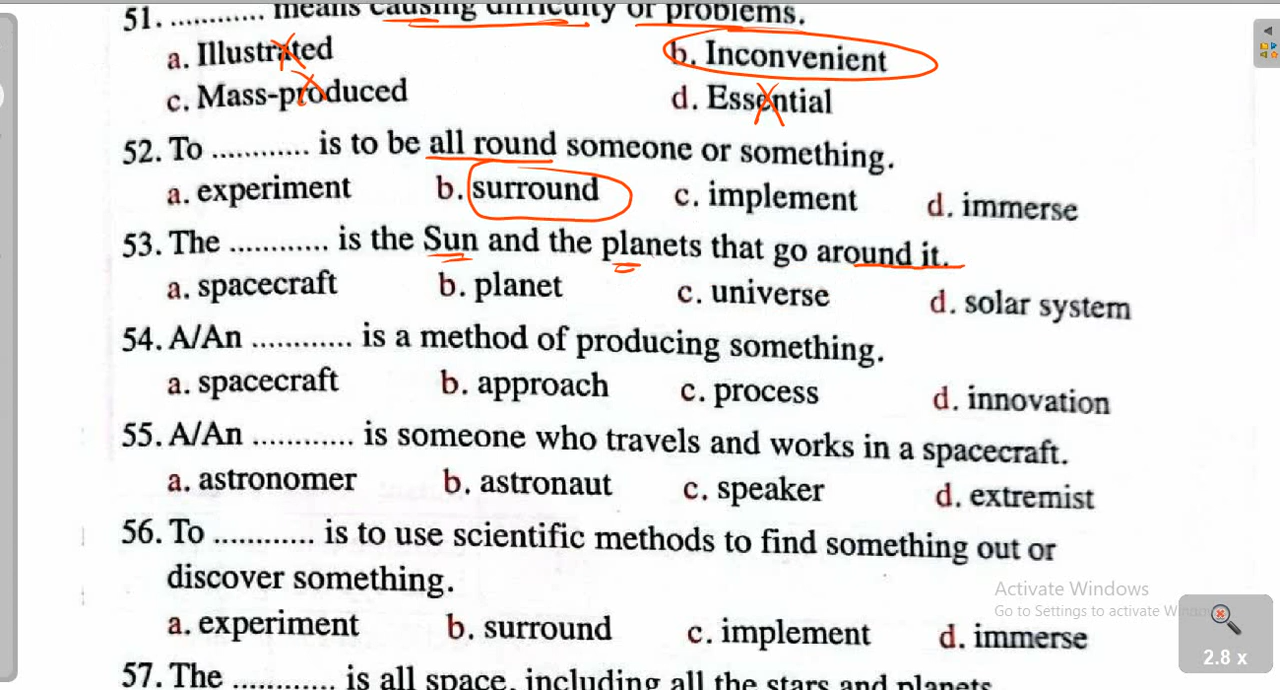 51. ............ means causing difficulty or problems.
a. Illustrated b. Inconvenient
c. Mass-produced d. Essential
52. To ............ is to be all round someone or something.
a. experiment b. surround c. implement d. immerse
53. The ............ is the Sun and the planets that go around it.
a. spacecraft b. planet c. universe d. solar system
54. A/An ............ is a method of producing something.
a. spacecraft b. approach c. process d. innovation
55. A/An ............ is someone who travels and works in a spacecraft.
a. astronomer b. astronaut c. speaker d. extremist
56. To ............ is to use scientific methods to find something out or
discover something.
a. experiment b. surround c. implement d. immerse
Activate Windows
Go to Settings to activate Windows
2.8 x
57. The ............ is all space, including all the stars and planets